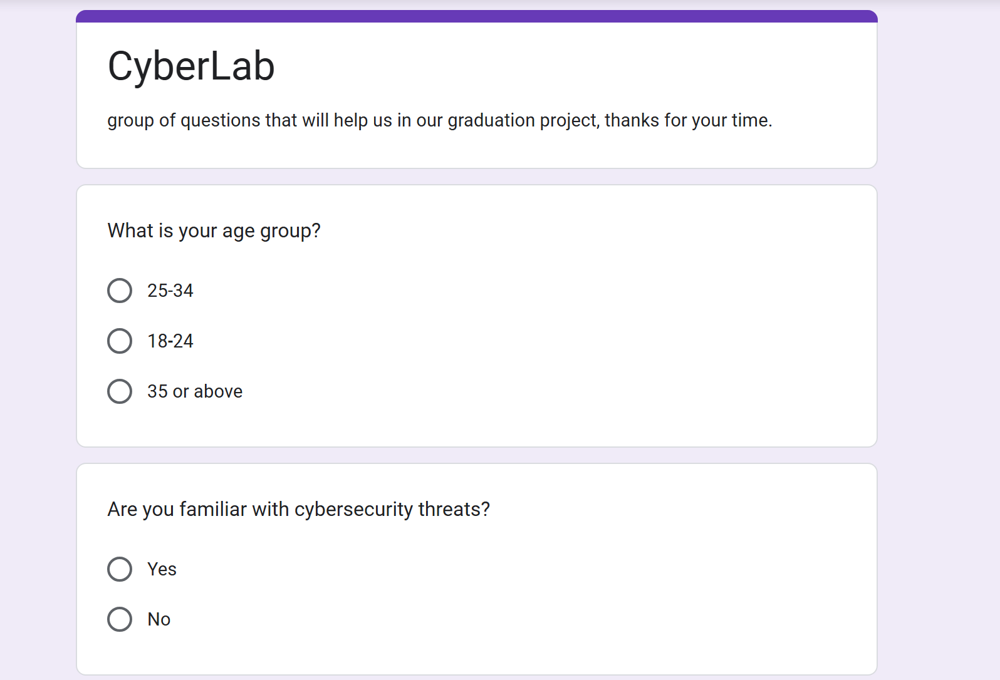 CyberLab
group of questions that will help us in our graduation project, thanks for your time.
What is your age group?
25-34
18-24
35 or above
Are you familiar with cybersecurity threats?
Yes
No